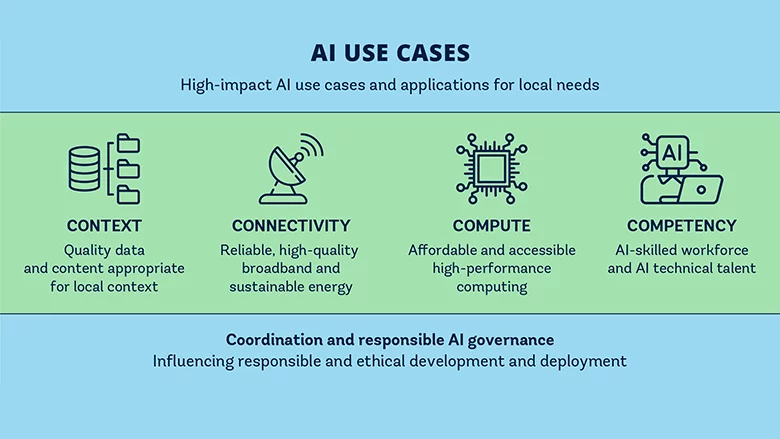 AI USE CASES
High-impact AI use cases and applications for local needs
AI
CONTEXT
Quality data
and content appropriate
for local context
CONNECTIVITY
Reliable, high-quality
broadband and
sustainable energy
COMPUTE
Affordable and accessible
high-performance
computing
COMPETENCY
AI-skilled workforce
and AI technical talent
Coordination and responsible AI governance
Influencing responsible and ethical development and deployment